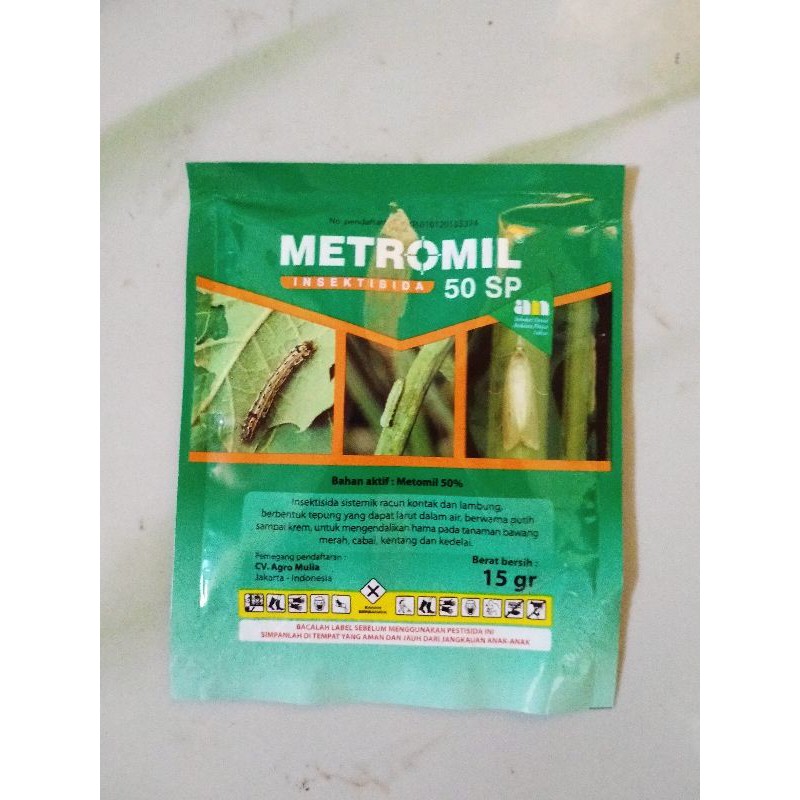 No. pendaftaran
METROMIL
INSEKTISIDA
50 SP
an
Bahan aktif : Metomil 50%
Insektisida sistemik racun kontak dan lambung,
berbentuk tepung yang dapat larut dalam air, berwarna putih
sampai krem, untuk mengendalikan hama pada tanaman bawang
merah, cabai, kentang dan kedelai.
Pemegang pendaftaran :
CV. Agro Mulia
Jakarta - Indonesia
Berat bersih :
15 gr
BACALAH LABEL SEBELUM MENGGUNAKAN PESTISIDA INI
SIMPANLAH DI TEMPAT YANG AMAN DAN JAUH DARI JANGKAUAN ANAK-ANAK